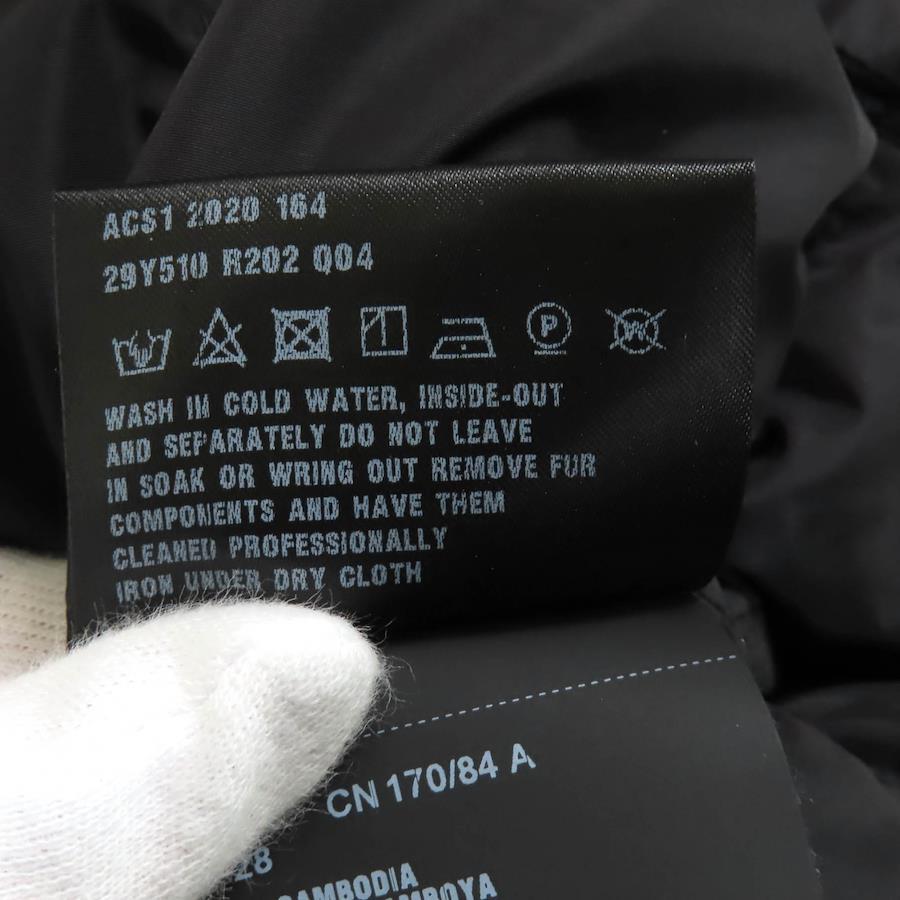 ACS1 2020 164
29Y510 R202 Q04
P
WASH IN COLD WATER, INSIDE-OUT
AND SEPARATELY DO NOT LEAVE
IN SOAK OR WRING OUT REMOVE FUR
COMPONENTS AND HAVE THEM
CLEANED PROFESSIONALLY
IRON UNDER DRY CLOTH
CN 170/84 A
28
CAMBODIA